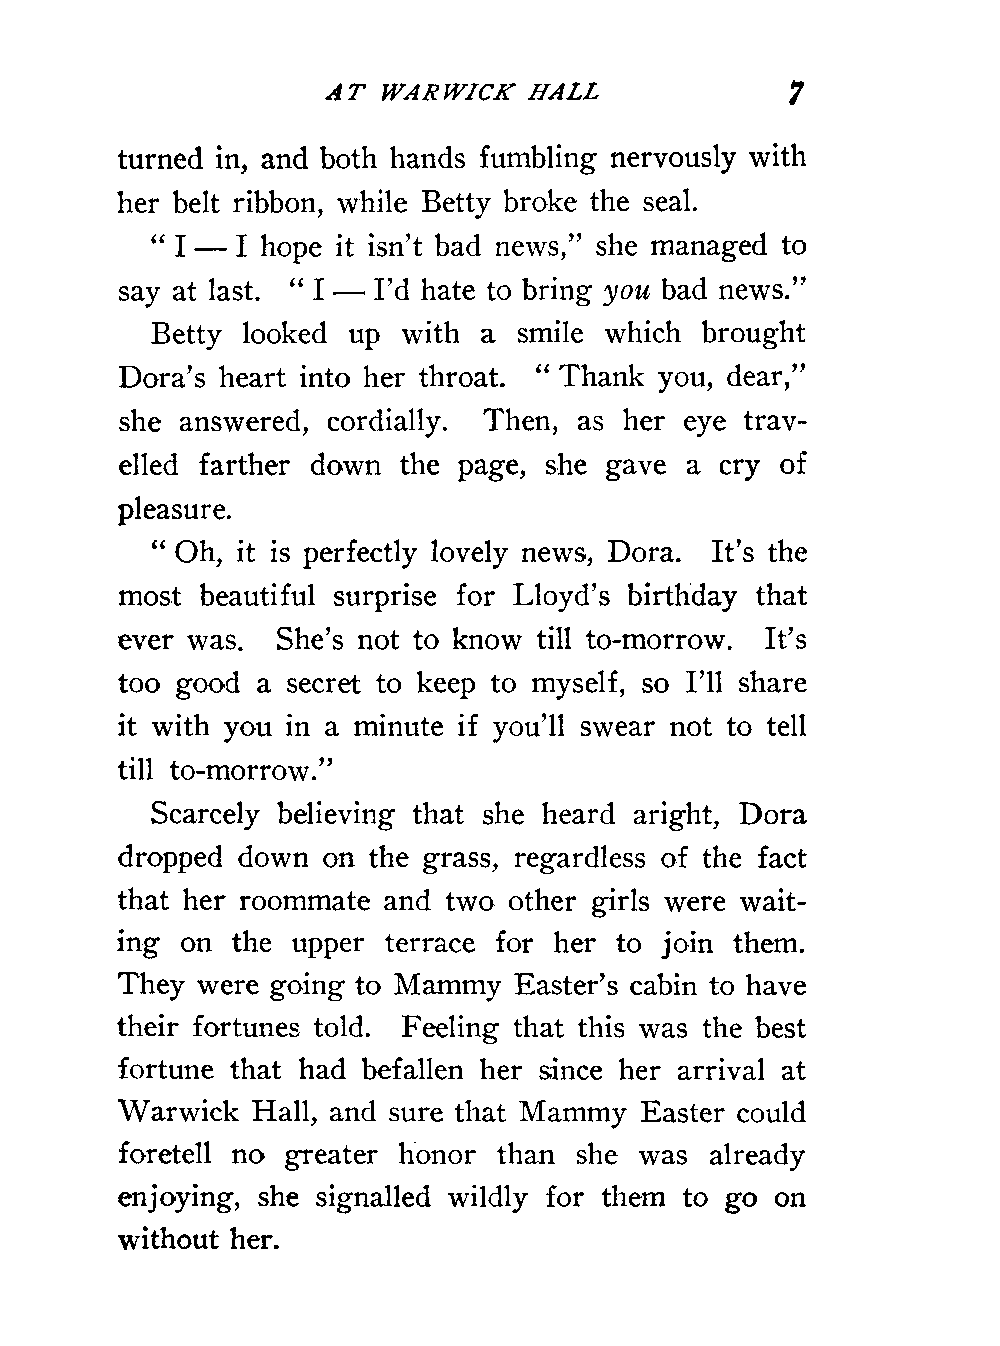 AT WARWICK HALL 7
turned in, and both hands fumbling nervously with
her belt ribbon, while Betty broke the seal.
“ I — I hope it isn’t bad news,” she managed to
say at last. “ I — I’d hate to bring you bad news.”
Betty looked up with a smile which brought
Dora’s heart into her throat. “ Thank you, dear,”
she answered, cordially. Then, as her eye trav-
elled farther down the page, she gave a cry of
pleasure.
“ Oh, it is perfectly lovely news, Dora. It’s the
most beautiful surprise for Lloyd’s birthday that
ever was. She’s not to know till to-morrow. It’s
too good a secret to keep to myself, so I’ll share
it with you in a minute if you’ll swear not to tell
till to-morrow.”
Scarcely believing that she heard aright, Dora
dropped down on the grass, regardless of the fact
that her roommate and two other girls were wait-
ing on the upper terrace for her to join them.
They were going to Mammy Easter’s cabin to have
their fortunes told. Feeling that this was the best
fortune that had befallen her since her arrival at
Warwick Hall, and sure that Mammy Easter could
foretell no greater honor than she was already
enjoying, she signalled wildly for them to go on
without her.